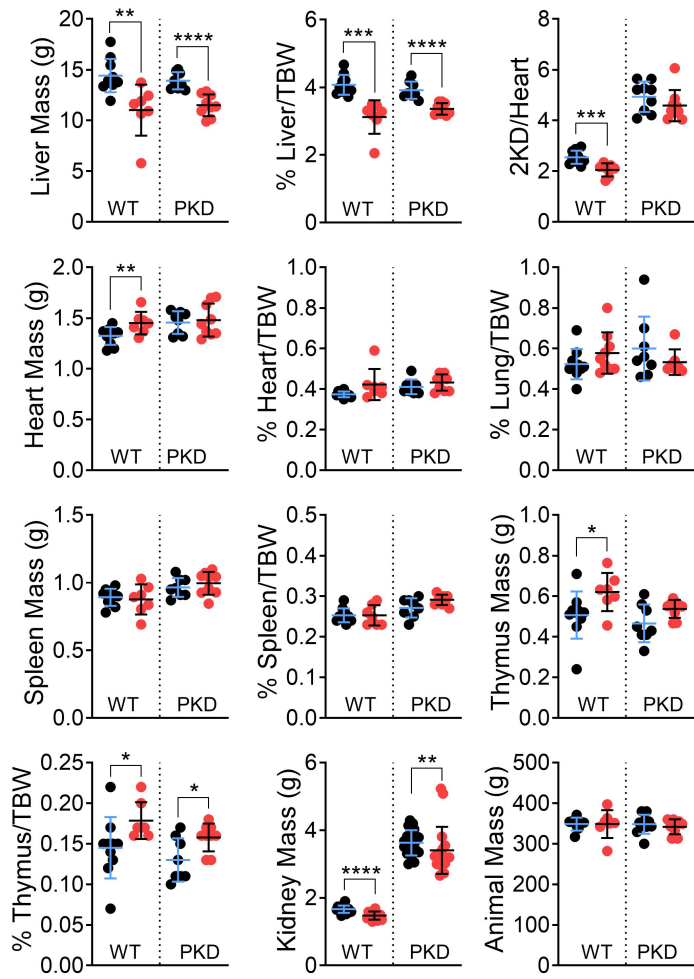 Liver Mass (g)
20
15
10
5
0
**
****
WT
PKD
% Liver/TBW
6
4
2
0
***
****
WT
PKD
2KD/Heart
8
6
4
2
0
***
WT
PKD
Heart Mass (g)
2.0
1.5
1.0
0.5
0.0
**
WT
PKD
% Heart/TBW
1.0
0.8
0.6
0.4
0.2
0.0
WT
PKD
% Lung/TBW
1.0
0.8
0.6
0.4
0.2
0.0
WT
PKD
Spleen Mass (g)
1.5
1.0
0.5
0.0
WT
PKD
% Spleen/TBW
0.5
0.4
0.3
0.2
0.1
0.0
WT
PKD
Thymus Mass (g)
1.0
0.8
0.6
0.4
0.2
0.0
*
WT
PKD
% Thymus/TBW
0.25
0.20
0.15
0.10
0.05
0.00
*
*
WT
PKD
Kidney Mass (g)
6
4
2
0
****
**
WT
PKD
Animal Mass (g)
500
400
300
200
100
0
WT
PKD